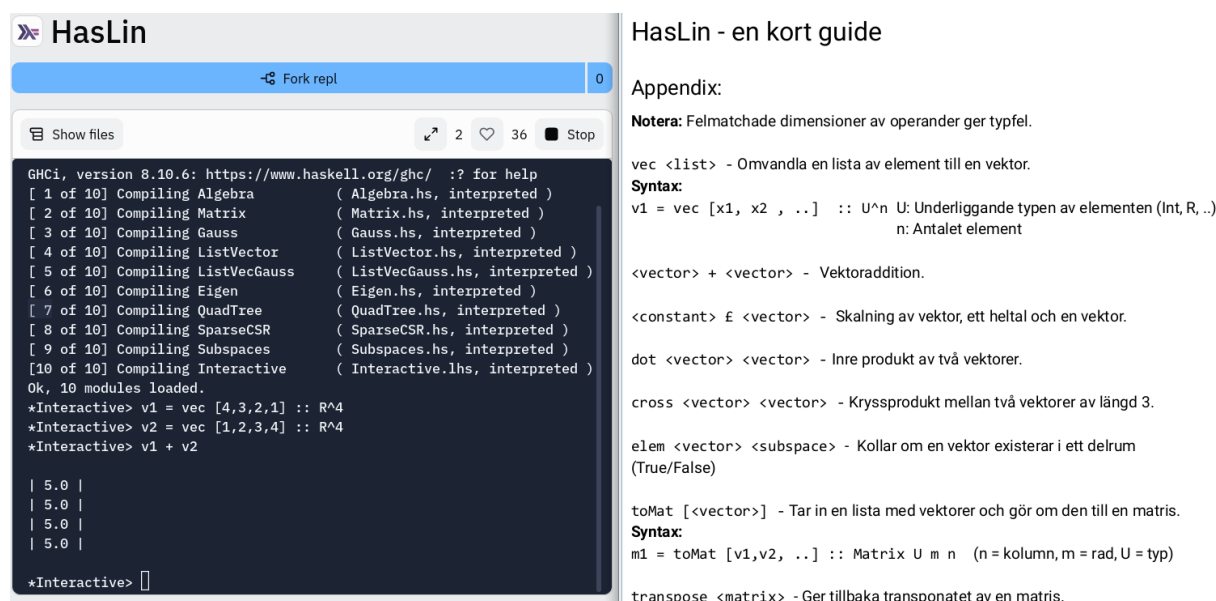 HasLin
Fork repl
0
Show files
2
36
Stop
GHCi, version 8.10.6: https://www.haskell.org/ghc/  :? for help
[ 1 of 10] Compiling Algebra          ( Algebra.hs, interpreted )
[ 2 of 10] Compiling Matrix           ( Matrix.hs, interpreted )
[ 3 of 10] Compiling Gauss            ( Gauss.hs, interpreted )
[ 4 of 10] Compiling ListVector       ( ListVector.hs, interpreted )
[ 5 of 10] Compiling ListVecGauss     ( ListVecGauss.hs, interpreted )
[ 6 of 10] Compiling Eigen            ( Eigen.hs, interpreted )
[ 7 of 10] Compiling QuadTree         ( QuadTree.hs, interpreted )
[ 8 of 10] Compiling SparseCSR        ( SparseCSR.hs, interpreted )
[ 9 of 10] Compiling Subspaces        ( Subspaces.hs, interpreted )
[10 of 10] Compiling Interactive      ( Interactive.lhs, interpreted )
Ok, 10 modules loaded.
*Interactive> v1 = vec [4,3,2,1] :: R^4
*Interactive> v2 = vec [1,2,3,4] :: R^4
*Interactive> v1 + v2
| 5.0 |
| 5.0 |
| 5.0 |
| 5.0 |
*Interactive>
HasLin - en kort guide
Appendix:
Notera: Felmatchade dimensioner av operander ger typfel.
vec <list> - Omvandla en lista av element till en vektor.
Syntax:
v1 = vec [x1, x2 , ..]  :: U^n U: Underliggande typen av elementen (Int, R, ..)
n: Antalet element
<vector> + <vector> - Vektoraddition.
<constant> £ <vector> - Skalning av vektor, ett heltal och en vektor.
dot <vector> <vector> - Inre produkt av två vektorer.
cross <vector> <vector> - Kryssprodukt mellan två vektorer av längd 3.
elem <vector> <subspace> - Kollar om en vektor existerar i ett delrum
(True/False)
toMat [<vector>] - Tar in en lista med vektorer och gör om den till en matris.
Syntax:
m1 = toMat [v1,v2, ..] :: Matrix U m n  (n = kolumn, m = rad, U = typ)
transpose <matrix> - Ger tillbaka transponatet av en matris.